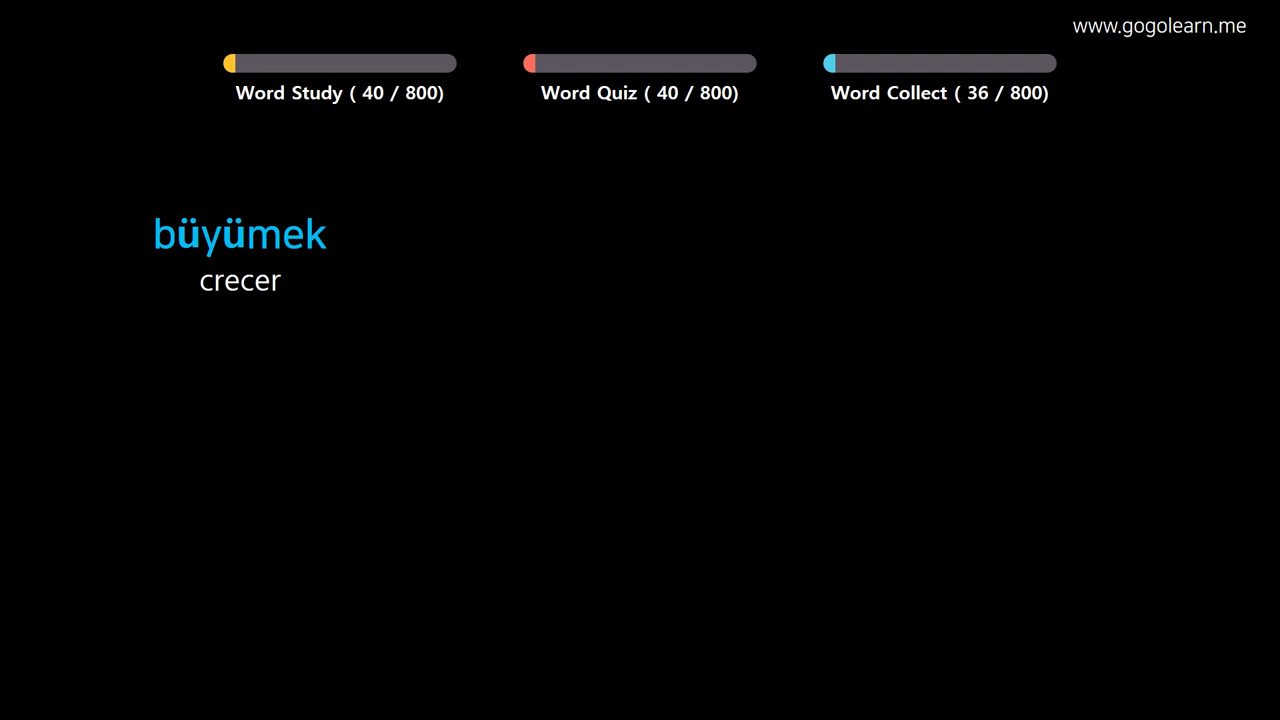 www.gogolearn.me
Word Study ( 40 / 800)
Word Quiz ( 40 / 800)
Word Collect ( 36 / 800)
büyümek
crecer